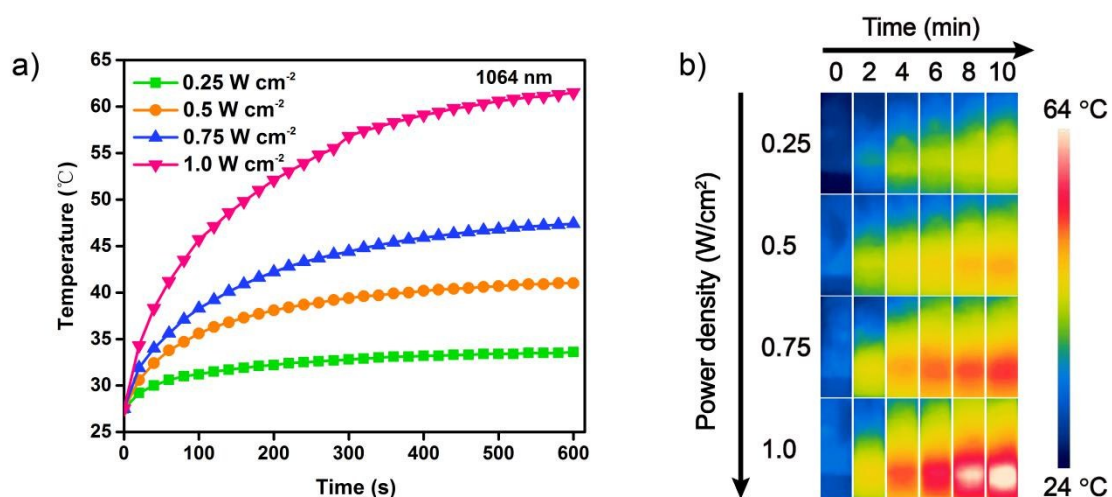 a)
65
60
55
50
45
40
35
30
25
Temperature (℃)
0.25 W cm-2
0.5 W cm-2
0.75 W cm-2
1.0 W cm-2
1064 nm
0 100 200 300 400 500 600
Time (s)
b)
Time (min)
0 2 4 6 8 10
Power density (W/cm²)
0.25
0.5
0.75
1.0
64 °C
24 °C